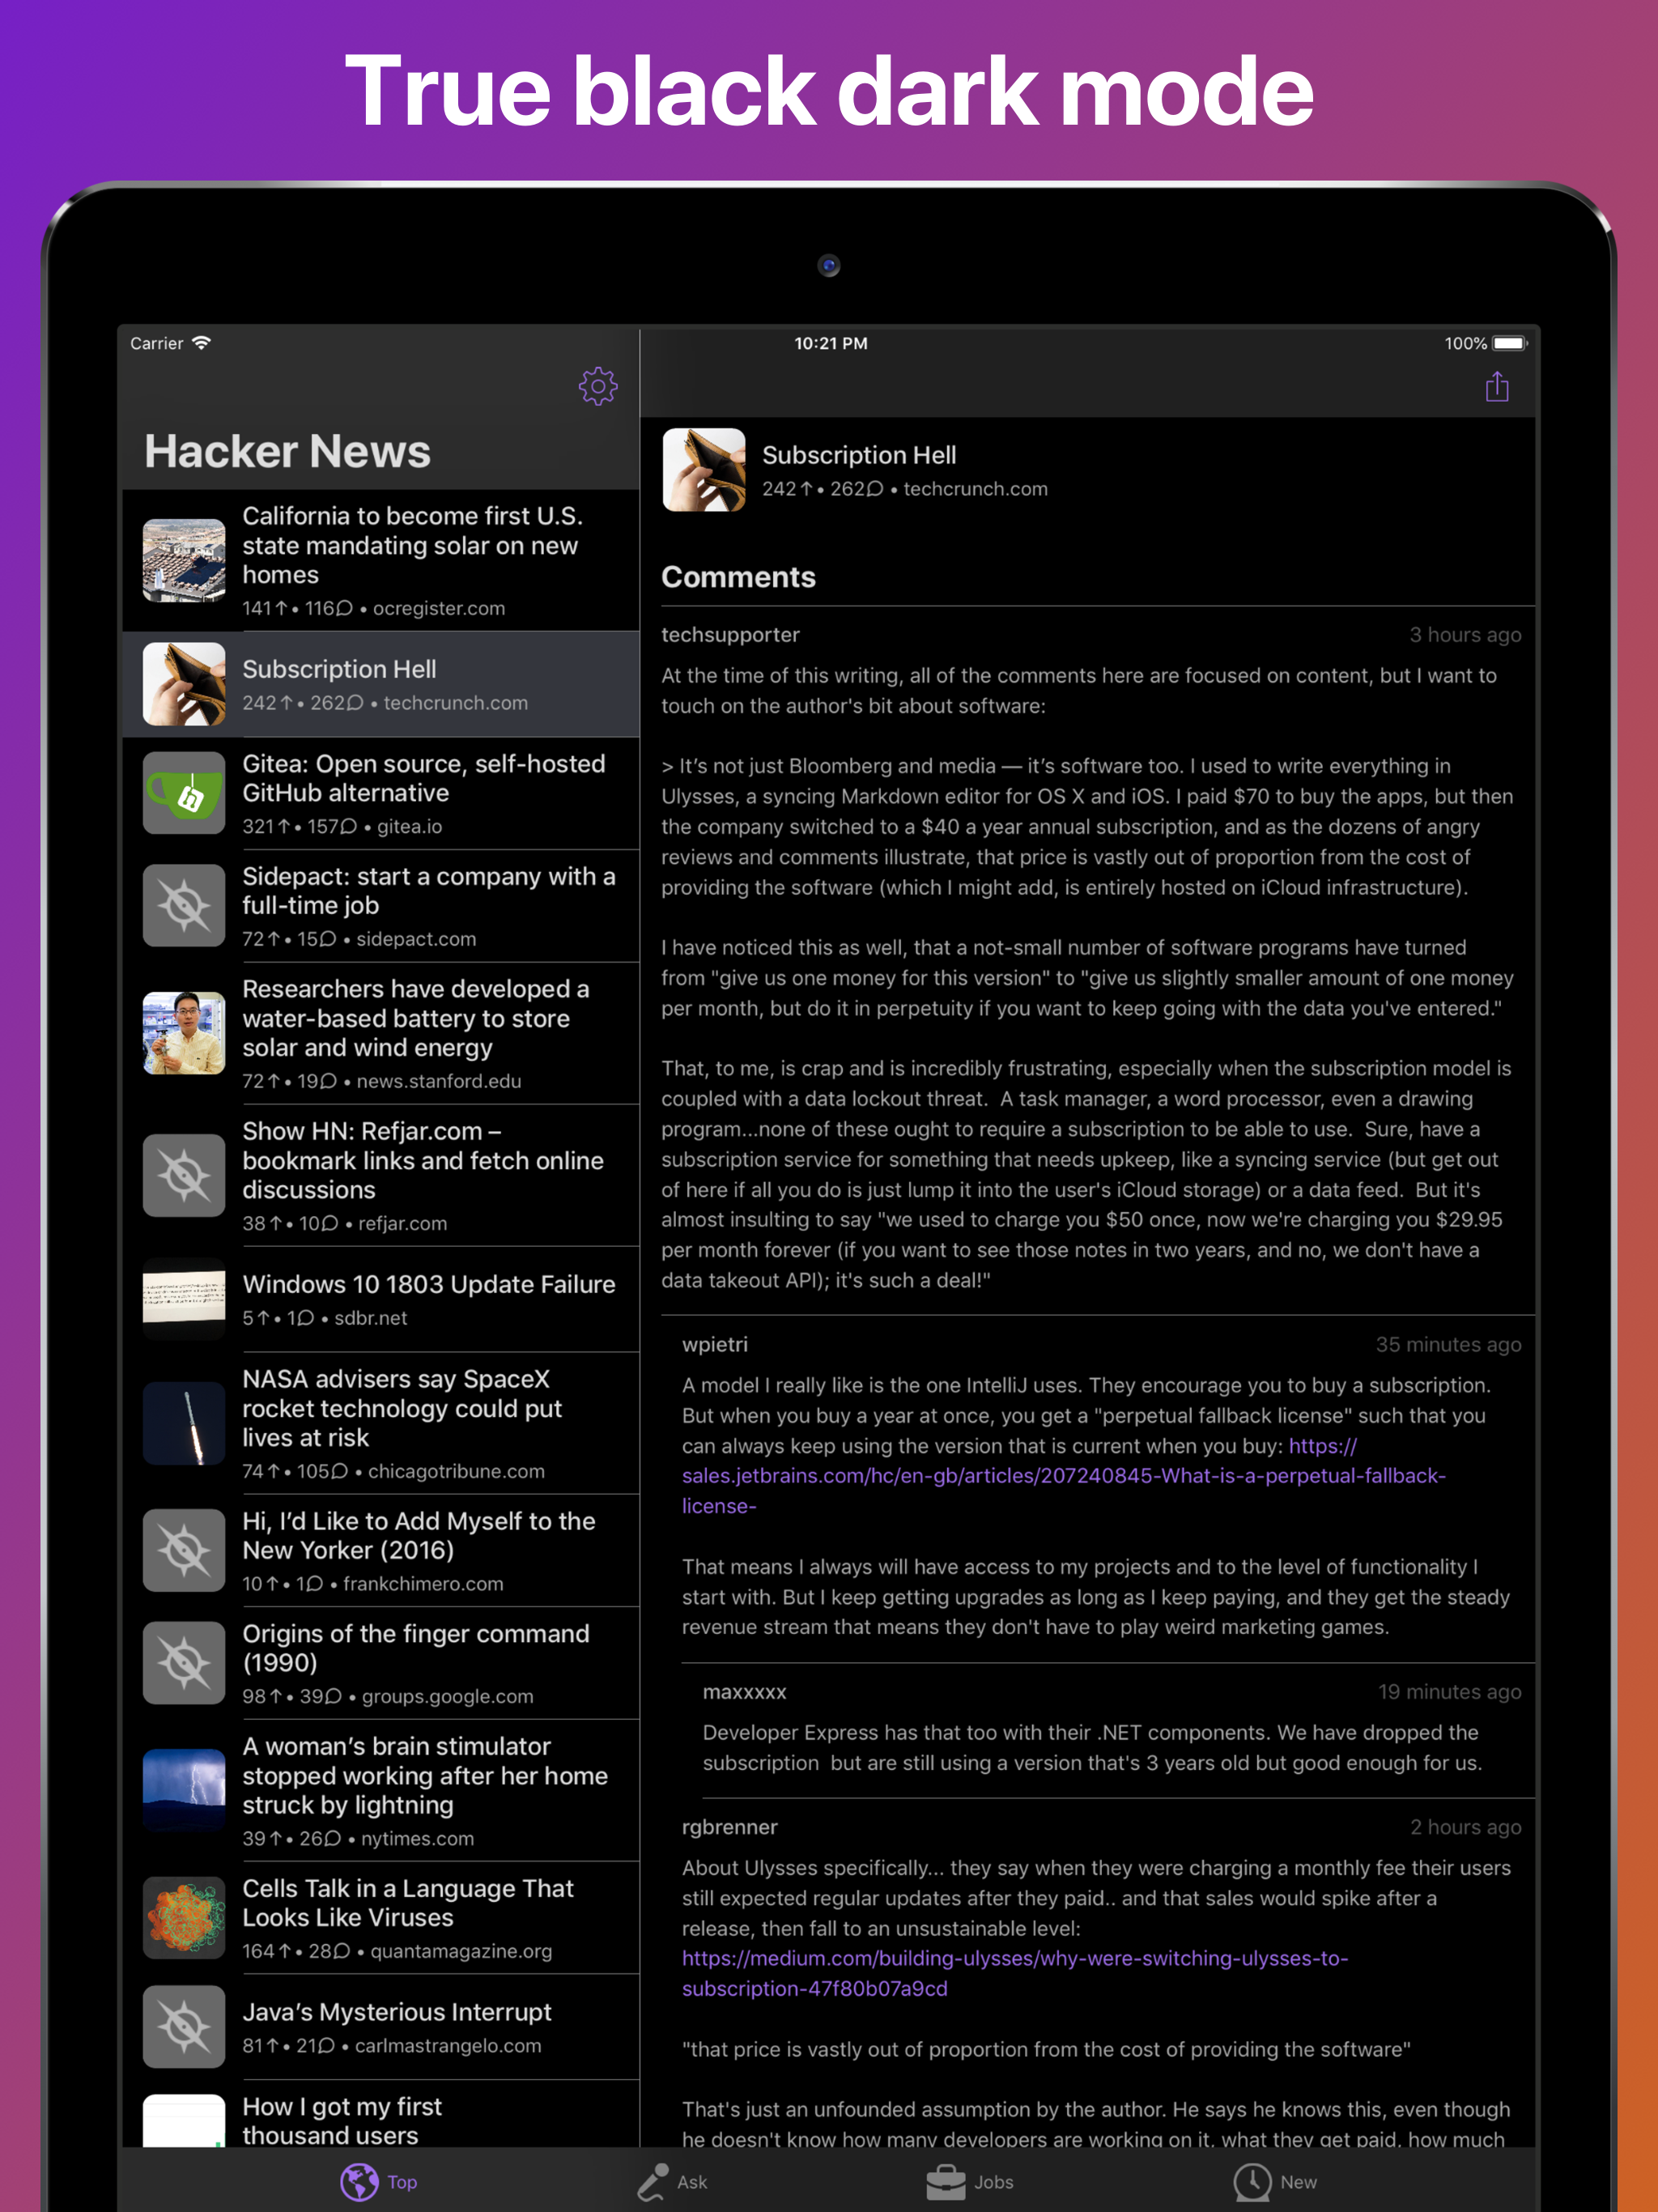 True black dark mode
Carrier
10:21 PM
100%
Hacker News
California to become first U.S.
state mandating solar on new
homes
141↑ • 116 • ocregister.com
Subscription Hell
242↑ • 262 • techcrunch.com
Gitea: Open source, self-hosted
GitHub alternative
321↑ • 157 • gitea.io
Sidepact: start a company with a
full-time job
72↑ • 15 • sidepact.com
Researchers have developed a
water-based battery to store
solar and wind energy
72↑ • 19 • news.stanford.edu
Show HN: Refjar.com –
bookmark links and fetch online
discussions
38↑ • 10 • refjar.com
Windows 10 1803 Update Failure
5↑ • 1 • sdbr.net
NASA advisers say SpaceX
rocket technology could put
lives at risk
74↑ • 105 • chicagotribune.com
Hi, I’d Like to Add Myself to the
New Yorker (2016)
10↑ • 1 • frankchimero.com
Origins of the finger command
(1990)
98↑ • 39 • groups.google.com
A woman’s brain stimulator
stopped working after her home
struck by lightning
39↑ • 26 • nytimes.com
Cells Talk in a Language That
Looks Like Viruses
164↑ • 28 • quantamagazine.org
Java’s Mysterious Interrupt
81↑ • 21 • carlmastrangelo.com
How I got my first
thousand users
Subscription Hell
242↑ • 262 • techcrunch.com
Comments
techsupporter
3 hours ago
At the time of this writing, all of the comments here are focused on content, but I want to
touch on the author's bit about software:
> It’s not just Bloomberg and media — it’s software too. I used to write everything in
Ulysses, a syncing Markdown editor for OS X and iOS. I paid $70 to buy the apps, but then
the company switched to a $40 a year annual subscription, and as the dozens of angry
reviews and comments illustrate, that price is vastly out of proportion from the cost of
providing the software (which I might add, is entirely hosted on iCloud infrastructure).
I have noticed this as well, that a not-small number of software programs have turned
from "give us one money for this version" to "give us slightly smaller amount of one money
per month, but do it in perpetuity if you want to keep going with the data you've entered."
That, to me, is crap and is incredibly frustrating, especially when the subscription model is
coupled with a data lockout threat.  A task manager, a word processor, even a drawing
program...none of these ought to require a subscription to be able to use.  Sure, have a
subscription service for something that needs upkeep, like a syncing service (but get out
of here if all you do is just lump it into the user's iCloud storage) or a data feed.  But it's
almost insulting to say "we used to charge you $50 once, now we're charging you $29.95
per month forever (if you want to see those notes in two years, and no, we don't have a
data takeout API); it's such a deal!"
wpietri
35 minutes ago
A model I really like is the one IntelliJ uses. They encourage you to buy a subscription.
But when you buy a year at once, you get a "perpetual fallback license" such that you
can always keep using the version that is current when you buy: https://
sales.jetbrains.com/hc/en-gb/articles/207240845-What-is-a-perpetual-fallback-
license-
That means I always will have access to my projects and to the level of functionality I
start with. But I keep getting upgrades as long as I keep paying, and they get the steady
revenue stream that means they don't have to play weird marketing games.
maxxxxx
19 minutes ago
Developer Express has that too with their .NET components. We have dropped the
subscription  but are still using a version that's 3 years old but good enough for us.
rgbrenner
2 hours ago
About Ulysses specifically... they say when they were charging a monthly fee their users
still expected regular updates after they paid.. and that sales would spike after a
release, then fall to an unsustainable level:
https://medium.com/building-ulysses/why-were-switching-ulysses-to-
subscription-47f80b07a9cd
"that price is vastly out of proportion from the cost of providing the software"
That's just an unfounded assumption by the author. He says he knows this, even though
he doesn't know how many developers are working on it, what they get paid, how much
Top
Ask
Jobs
New